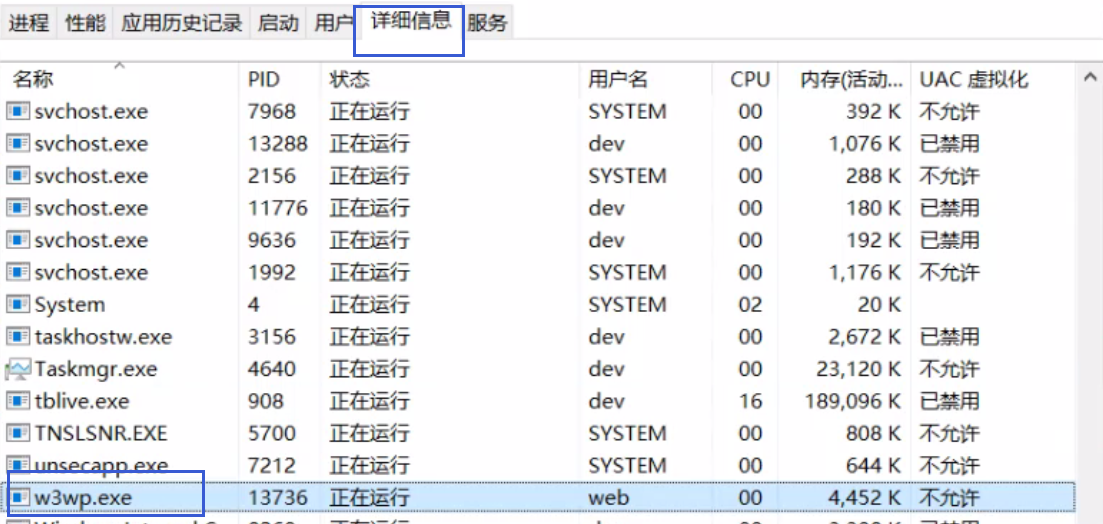 进程 性能 应用历史记录 启动 用户 详细信息 服务
名称 PID 状态 用户名 CPU 内存(活动... UAC 虚拟化
svchost.exe 7968 正在运行 SYSTEM 00 392 K 不允许
svchost.exe 13288 正在运行 dev 00 1,076 K 已禁用
svchost.exe 2156 正在运行 SYSTEM 00 288 K 不允许
svchost.exe 11776 正在运行 dev 00 180 K 已禁用
svchost.exe 9636 正在运行 dev 00 192 K 已禁用
svchost.exe 1992 正在运行 SYSTEM 00 1,176 K 不允许
System 4 正在运行 SYSTEM 02 20 K
taskhostw.exe 3156 正在运行 dev 00 2,672 K 已禁用
Taskmgr.exe 4640 正在运行 dev 00 23,120 K 不允许
tblive.exe 908 正在运行 dev 16 189,096 K 已禁用
TNSLSNR.EXE 5700 正在运行 SYSTEM 00 808 K 不允许
unsecapp.exe 7212 正在运行 SYSTEM 00 644 K 不允许
w3wp.exe 13736 正在运行 web 00 4,452 K 不允许